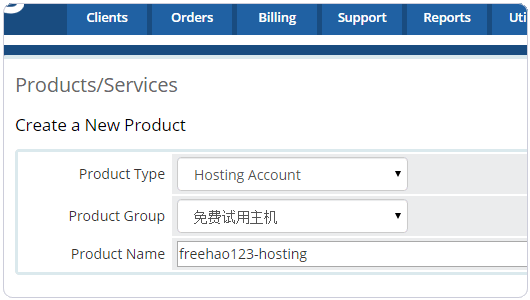 Clients Orders Billing Support Reports Uti
Products/Services
Create a New Product
Product Type Hosting Account
Product Group 免费试用主机
Product Name freehao123-hosting